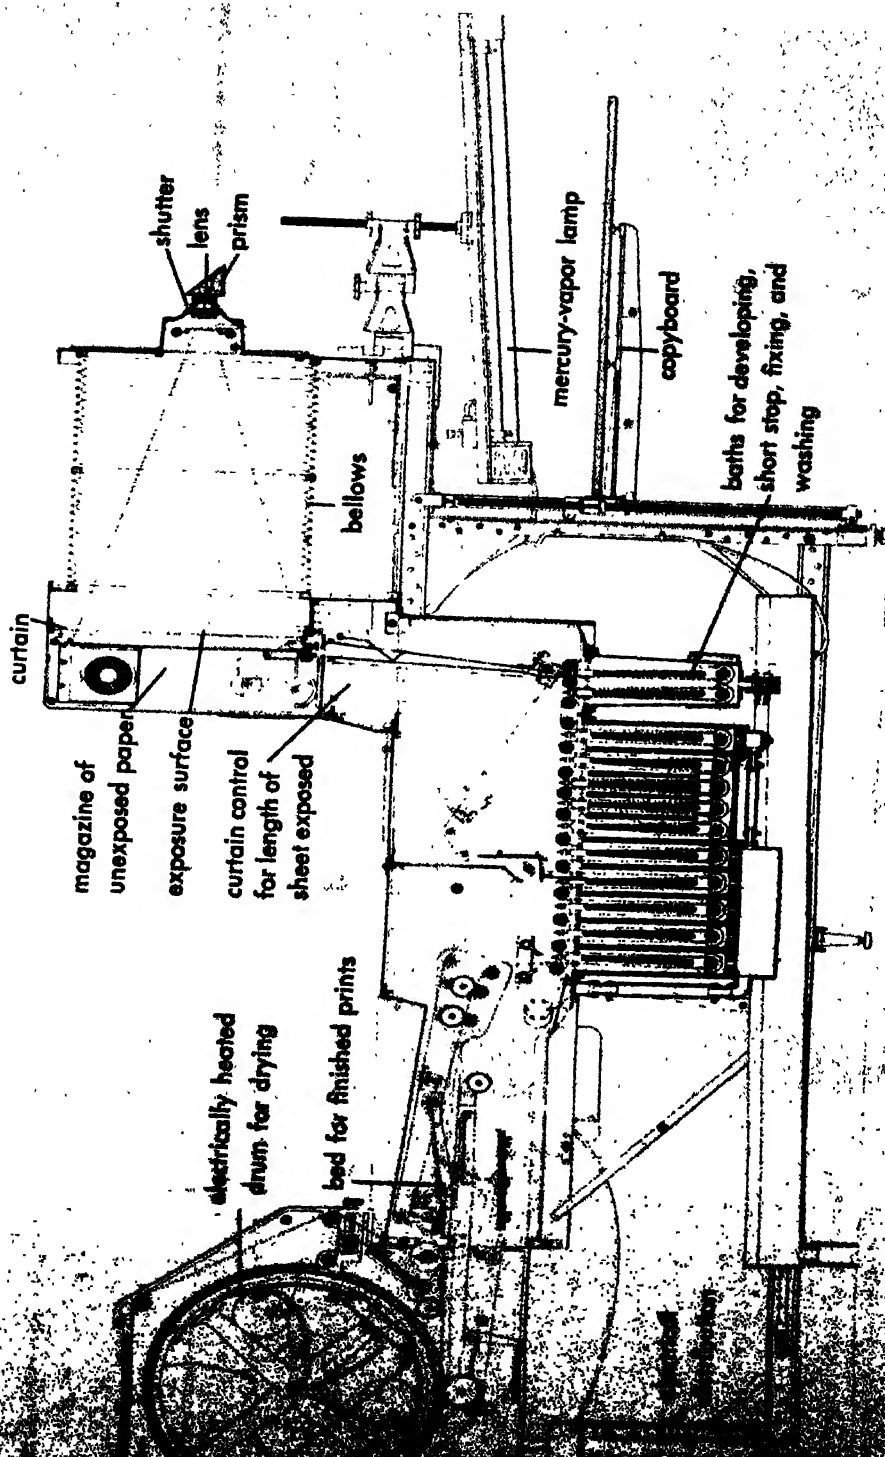 curtain
magazine of
unexposed paper
exposure surface
curtain control
for length of
sheet exposed
electrically heated
drum for drying
bed for finished prints
shutter
lens
prism
bellows
mercury-vapor lamp
copyboard
baths for developing,
short stop, fixing, and
washing